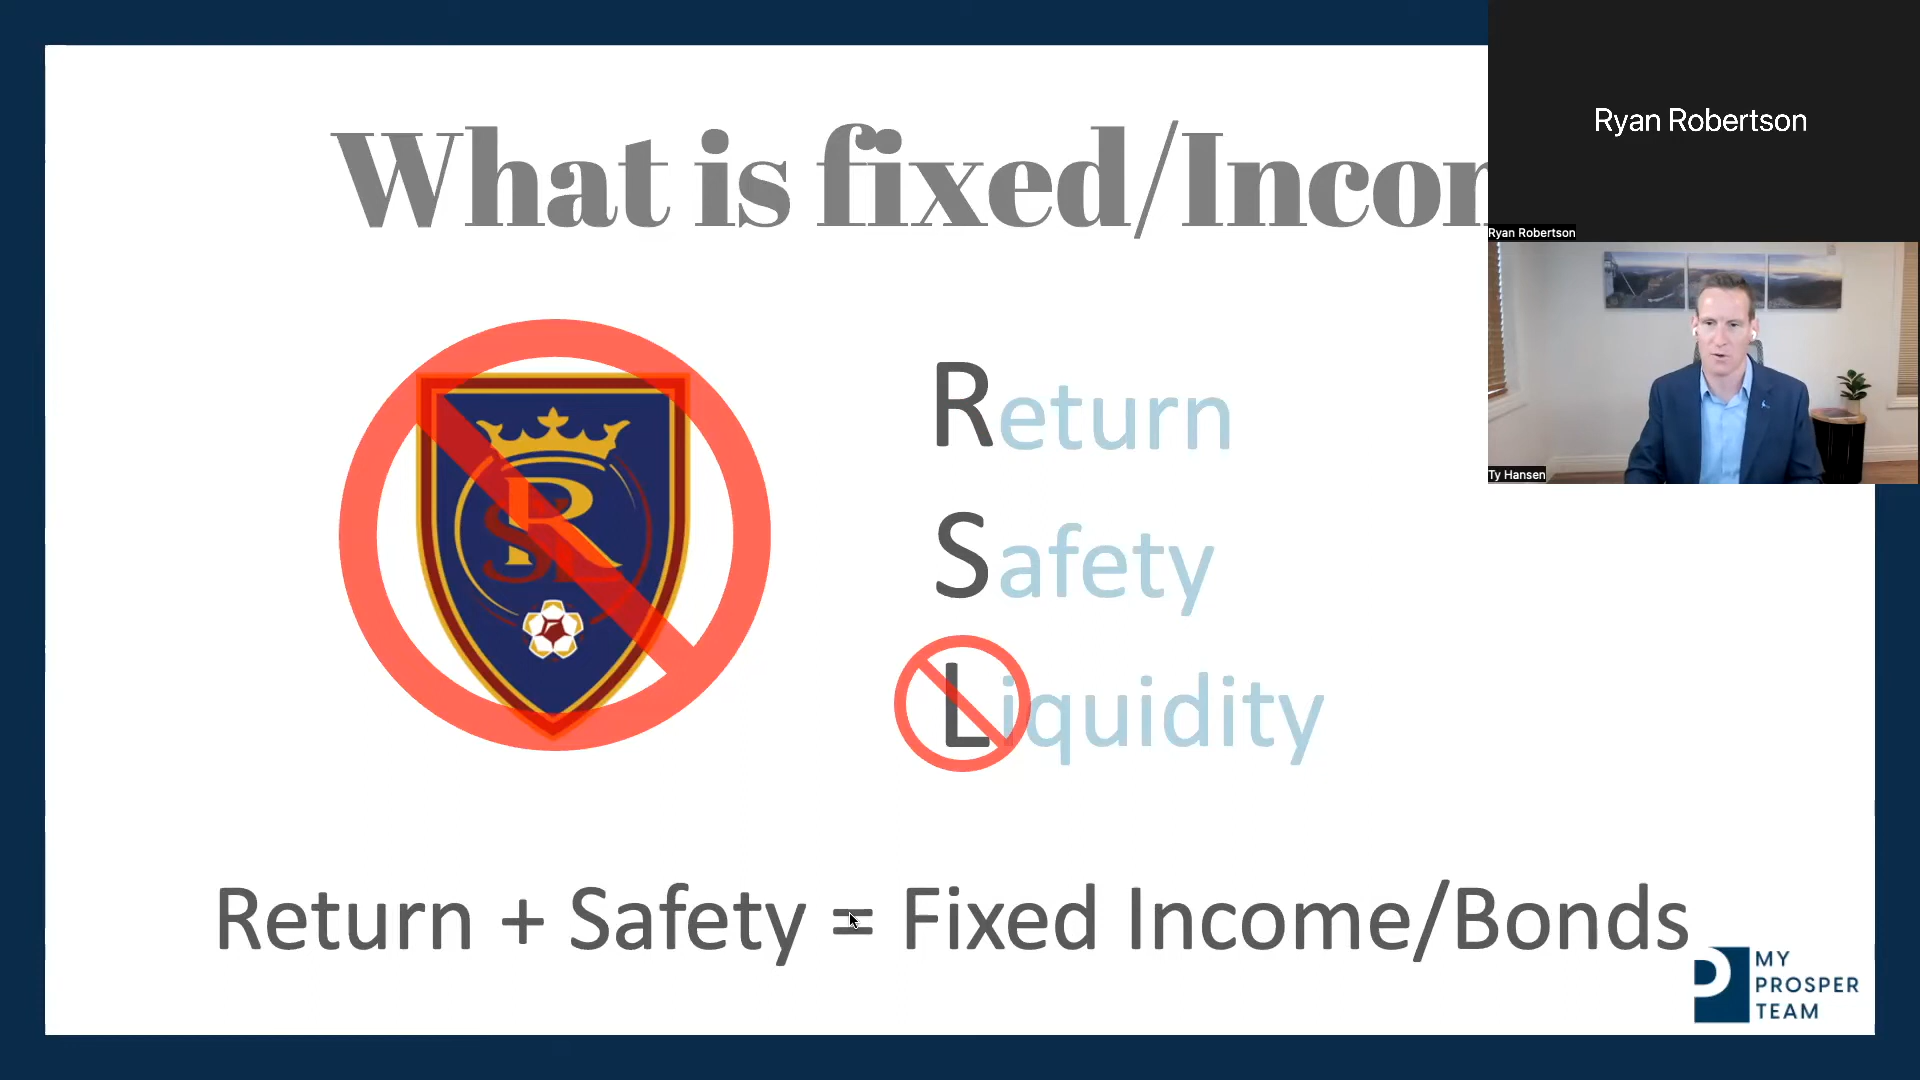 What is fixed/Incom
Ryan Robertson
Ryan Robertson
Ty Hansen
RSL
Return
Safety
Liquidity
Return + Safety = Fixed Income/Bonds
MY
PROSPER
TEAM